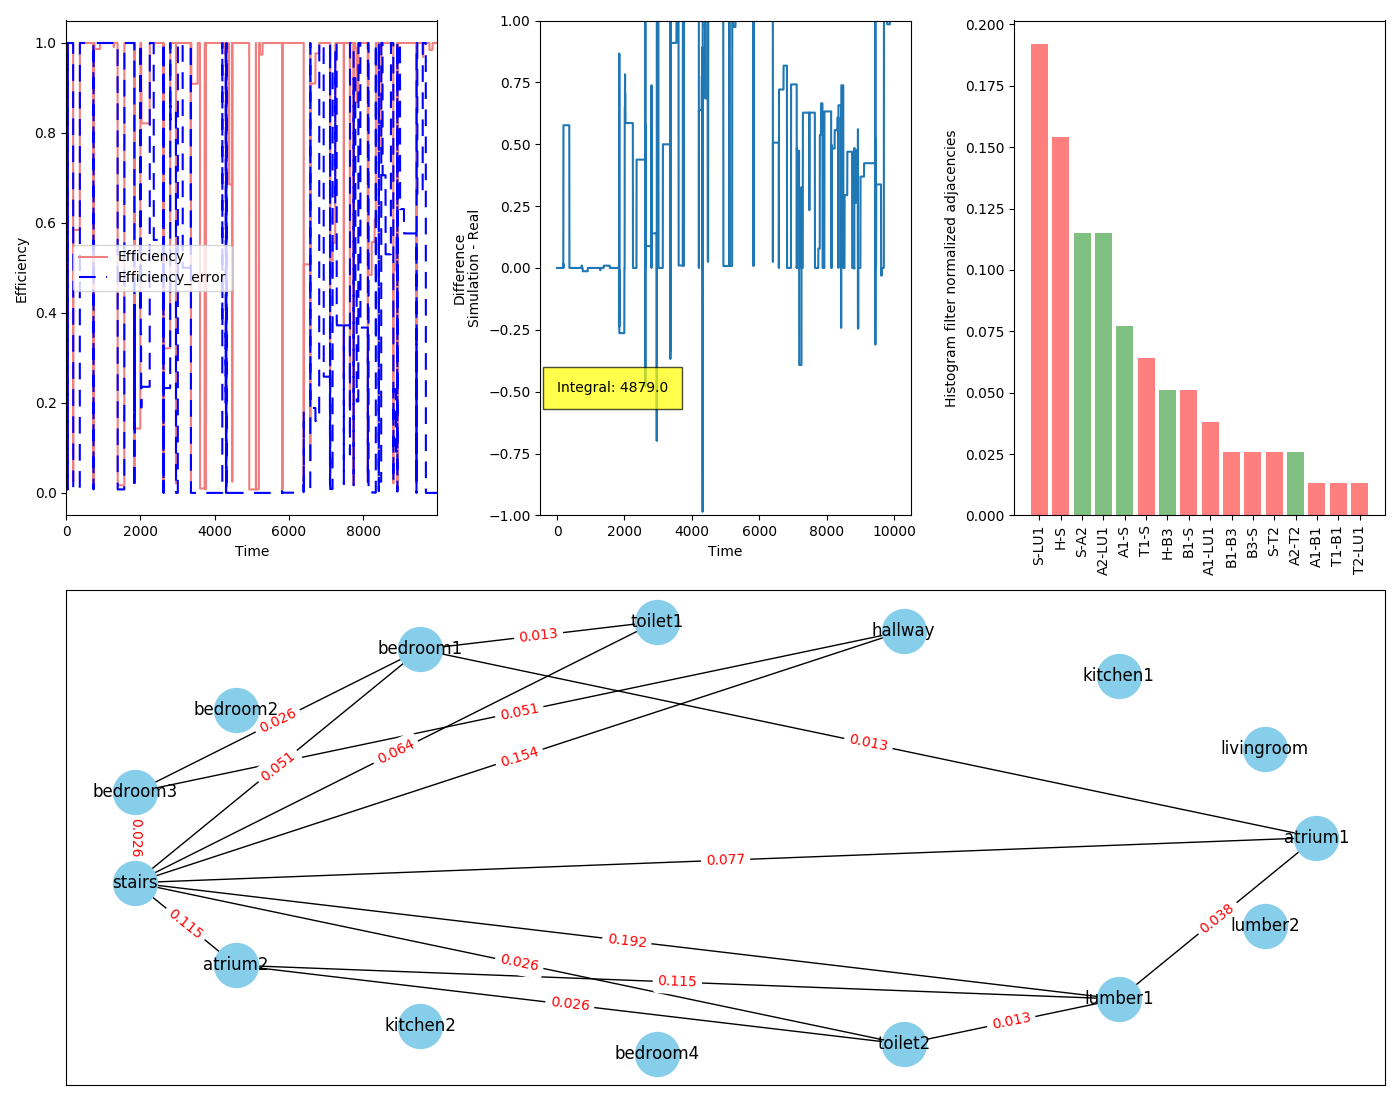 1.0
0.8
0.6
0.4
0.2
0.0
Efficiency
Efficiency
Efficiency_error
0 2000 4000 6000 8000
Time
1.00
0.75
0.50
0.25
0.00
−0.25
−0.50
−0.75
−1.00
Difference
Simulation - Real
Integral: 4879.0
0 2000 4000 6000 8000 10000
Time
0.200
0.175
0.150
0.125
0.100
0.075
0.050
0.025
0.000
Histogram filter normalized adjacencies
S-LU1
H-S
S-A2
A2-LU1
A1-S
T1-S
H-B3
B1-S
A1-LU1
B1-B3
B3-S
S-T2
A2-T2
A1-B1
T1-B1
T2-LU1
toilet1
hallway
0.013
bedroom1
kitchen1
bedroom2
0.051
0.026
0.013
livingroom
0.064
0.154
0.051
bedroom3
0.026
atrium1
0.077
stairs
0.115
0.038
lumber2
0.192
atrium2
0.026
0.115
lumber1
0.026
0.013
kitchen2
toilet2
bedroom4